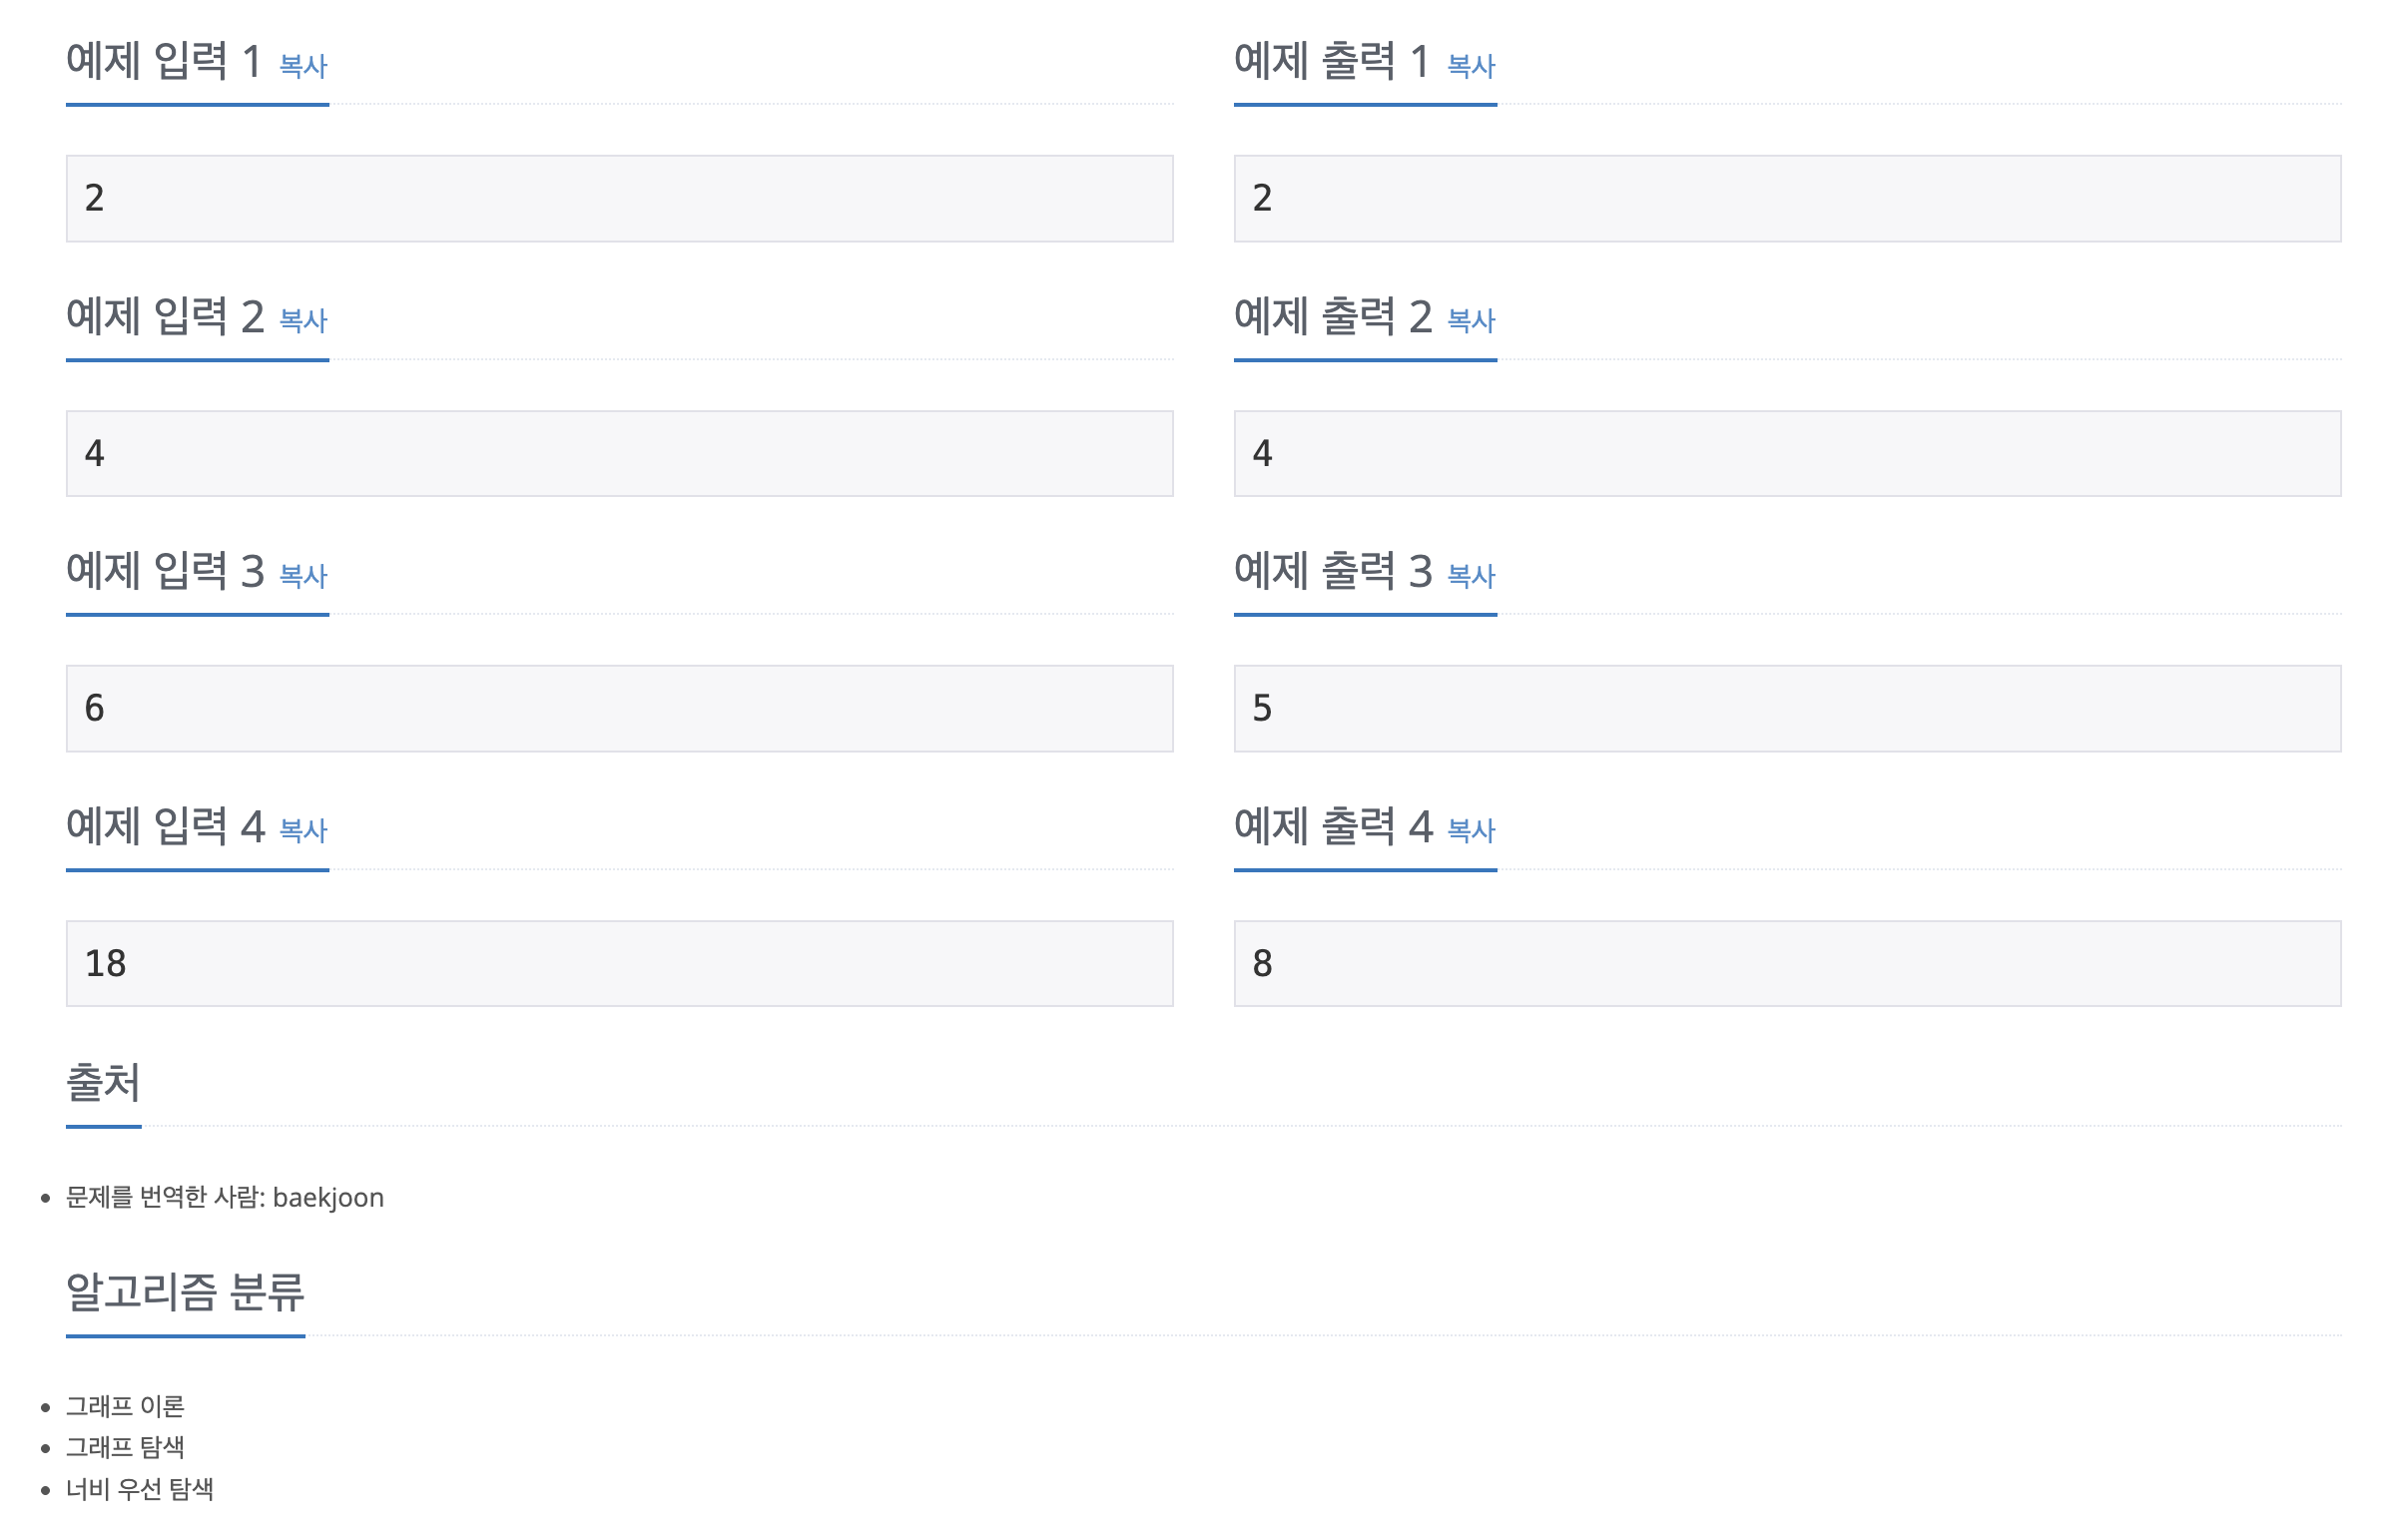 예제 입력 1 복사
예제 출력 1 복사
2
2
예제 입력 2 복사
예제 출력 2 복사
4
4
예제 입력 3 복사
예제 출력 3 복사
6
5
예제 입력 4 복사
예제 출력 4 복사
18
8
출처
문제를 번역한 사람: baekjoon
알고리즘 분류
그래프 이론
그래프 탐색
너비 우선 탐색